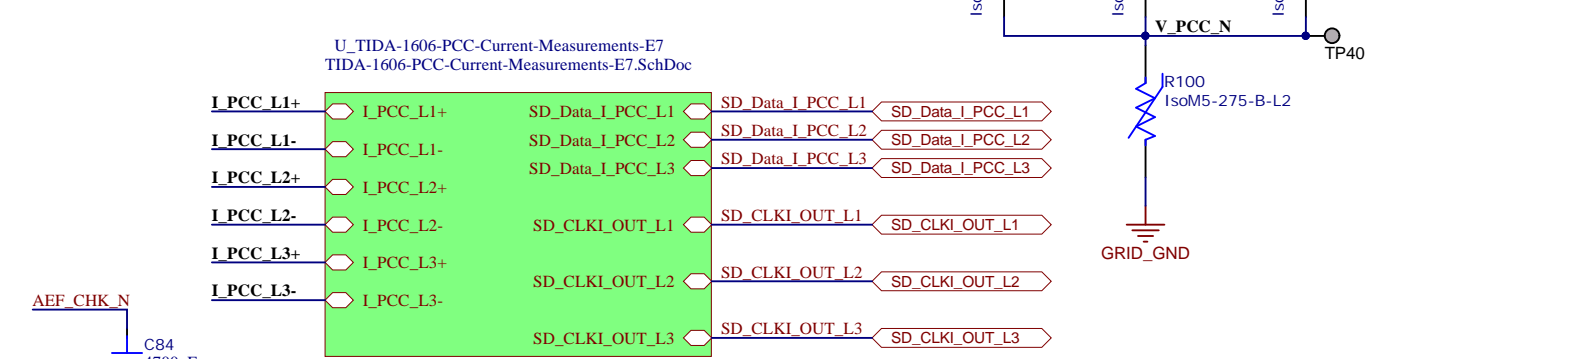 Iso
Iso
Iso
V_PCC_N
TP40
U_TIDA-1606-PCC-Current-Measurements-E7
TIDA-1606-PCC-Current-Measurements-E7.SchDoc
R100
IsoM5-275-B-L2
I_PCC_L1+
I_PCC_L1+
SD_Data_I_PCC_L1
SD_Data_I_PCC_L1
SD_Data_I_PCC_L1
I_PCC_L1-
I_PCC_L1-
SD_Data_I_PCC_L2
SD_Data_I_PCC_L2
SD_Data_I_PCC_L2
I_PCC_L2+
I_PCC_L2+
SD_Data_I_PCC_L3
SD_Data_I_PCC_L3
SD_Data_I_PCC_L3
I_PCC_L2-
I_PCC_L2-
SD_CLKI_OUT_L1
SD_CLKI_OUT_L1
SD_CLKI_OUT_L1
I_PCC_L3+
I_PCC_L3+
GRID_GND
I_PCC_L3-
I_PCC_L3-
SD_CLKI_OUT_L2
SD_CLKI_OUT_L2
SD_CLKI_OUT_L2
AEF_CHK_N
SD_CLKI_OUT_L3
SD_CLKI_OUT_L3
SD_CLKI_OUT_L3
C84